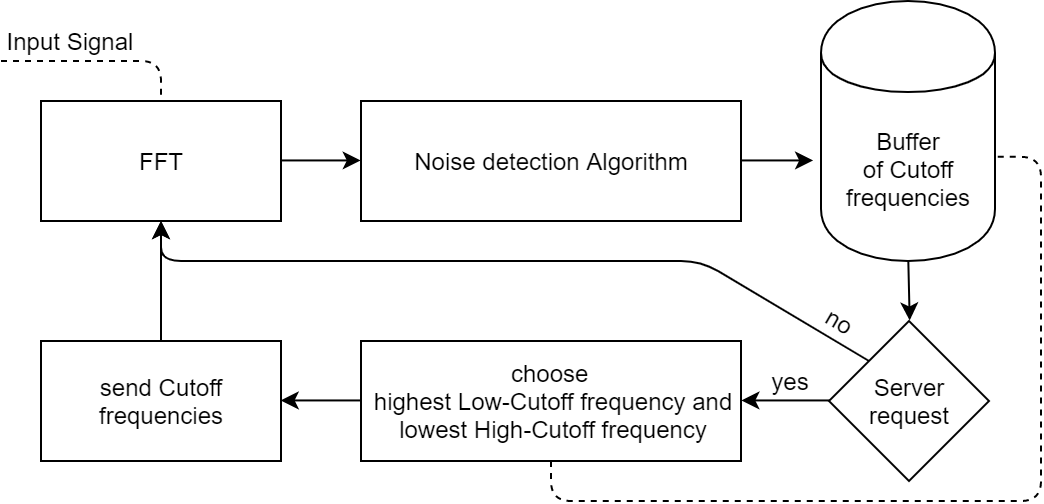 Input Signal
FFT
Noise detection Algorithm
Buffer
of Cutoff
frequencies
no
yes
Server
request
choose
highest Low-Cutoff frequency and
lowest High-Cutoff frequency
send Cutoff
frequencies